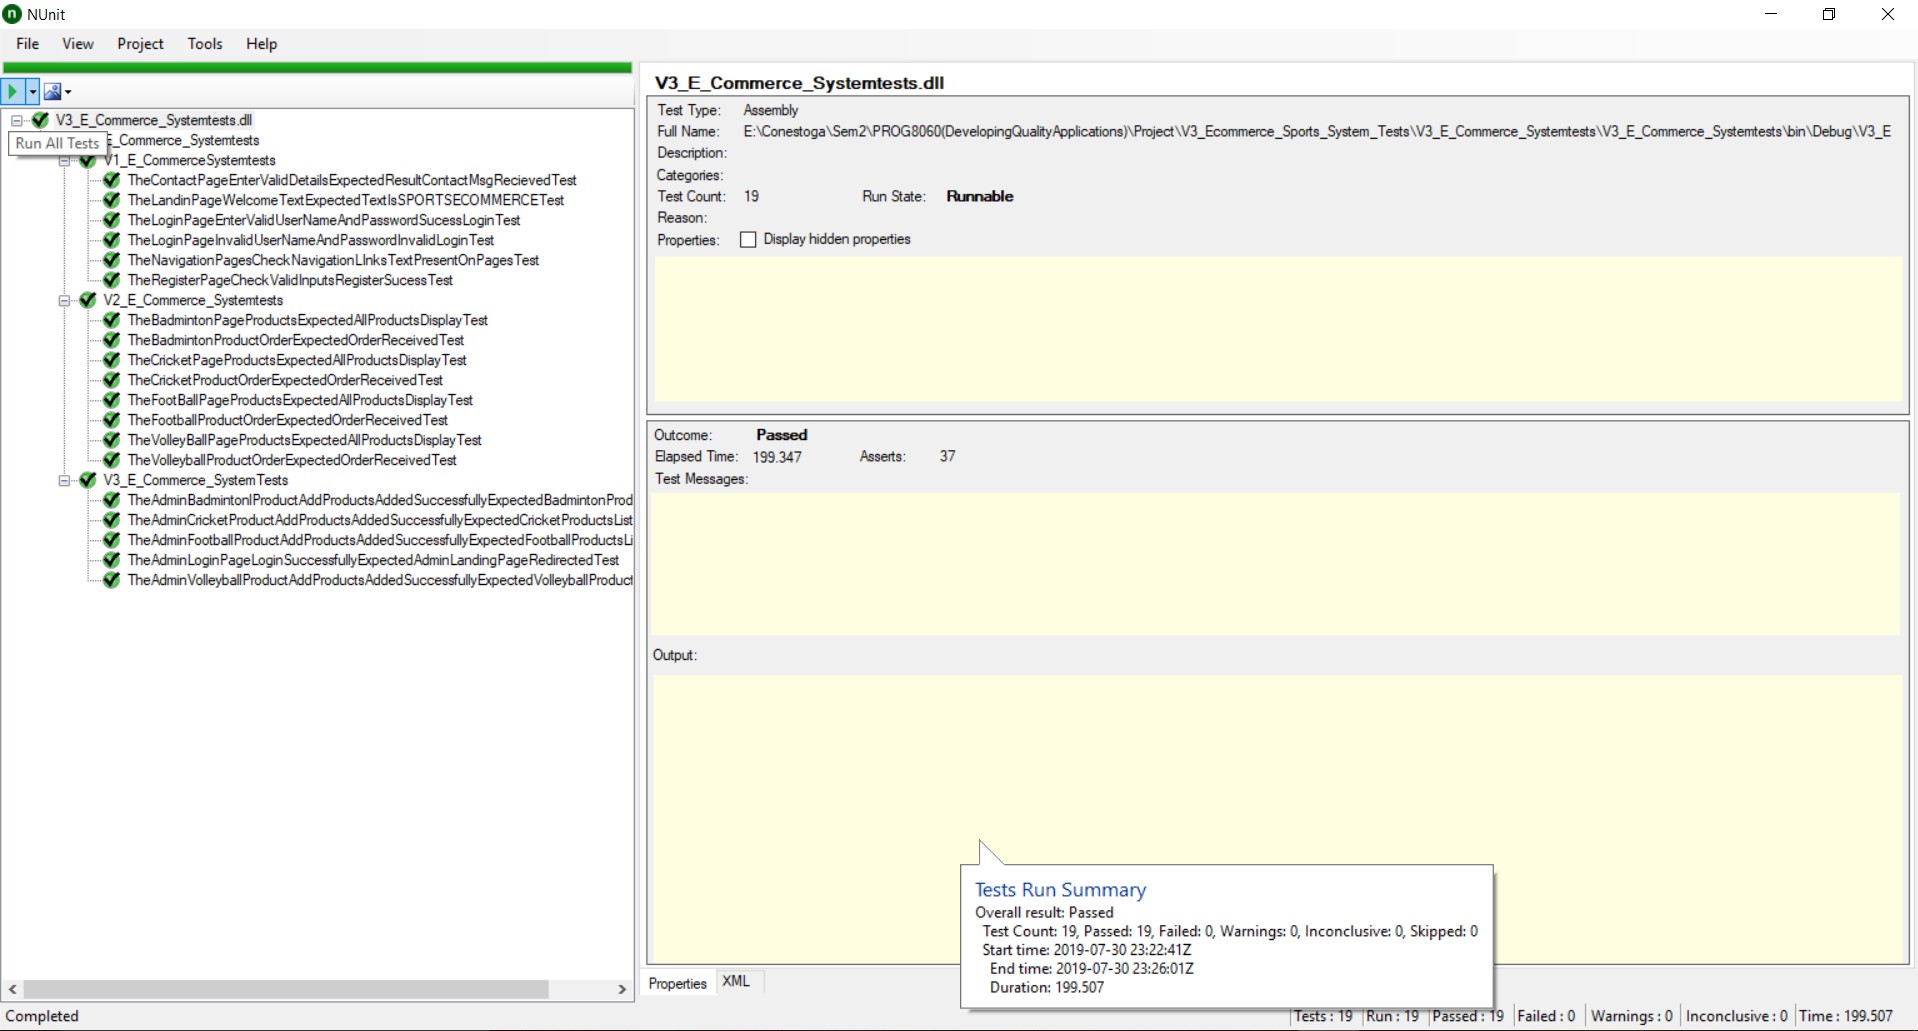 NUnit
File View Project Tools Help
V3_E_Commerce_Systemtests.dll
Run All Tests
E_Commerce_Systemtests
V1_E_CommerceSystemtests
TheContactPageEnterValidDetailsExpectedResultContactMsgRecievedTest
TheLandinPageWelcomeTextExpectedTextIsSPORTSECOMMERCETest
TheLoginPageEnterValidUserNameAndPasswordSucessLoginTest
TheLoginPageInvalidUserNameAndPasswordInvalidLoginTest
TheNavigationPagesCheckNavigationLInksTextPresentOnPagesTest
TheRegisterPageCheckValidInputsRegisterSucessTest
V2_E_Commerce_Systemtests
TheBadmintonPageProductsExpectedAllProductsDisplayTest
TheBadmintonProductOrderExpectedOrderReceivedTest
TheCricketPageProductsExpectedAllProductsDisplayTest
TheCricketProductOrderExpectedOrderReceivedTest
TheFootBallPageProductsExpectedAllProductsDisplayTest
TheFootballProductOrderExpectedOrderReceivedTest
TheVolleyBallPageProductsExpectedAllProductsDisplayTest
TheVolleyballProductOrderExpectedOrderReceivedTest
V3_E_Commerce_SystemTests
TheAdminBadmintonlProductAddProductsAddedSuccessfullyExpectedBadmintonProd
TheAdminCricketProductAddProductsAddedSuccessfullyExpectedCricketProductsList
TheAdminFootballProductAddProductsAddedSuccessfullyExpectedFootballProductsLi
TheAdminLoginPageLoginSuccessfullyExpectedAdminLandingPageRedirectedTest
TheAdminVolleyballProductAddProductsAddedSuccessfullyExpectedVolleyballProduct
V3_E_Commerce_Systemtests.dll
Test Type: Assembly
Full Name: E:\Conestoga\Sem2\PROG8060(DevelopingQualityApplications)\Project\V3_Ecommerce_Sports_System_Tests\V3_E_Commerce_Systemtests\V3_E_Commerce_Systemtests\bin\Debug\V3_E
Description:
Categories:
Test Count: 19 Run State: Runnable
Reason:
Properties: Display hidden properties
Outcome: Passed
Elapsed Time: 199.347 Asserts: 37
Test Messages:
Output:
Tests Run Summary
Overall result: Passed
Test Count: 19, Passed: 19, Failed: 0, Warnings: 0, Inconclusive: 0, Skipped: 0
Start time: 2019-07-30 23:22:41Z
End time: 2019-07-30 23:26:01Z
Duration: 199.507
Properties XML
Completed Tests : 19 Run : 19 Passed : 19 Failed : 0 Warnings : 0 Inconclusive : 0 Time : 199.507